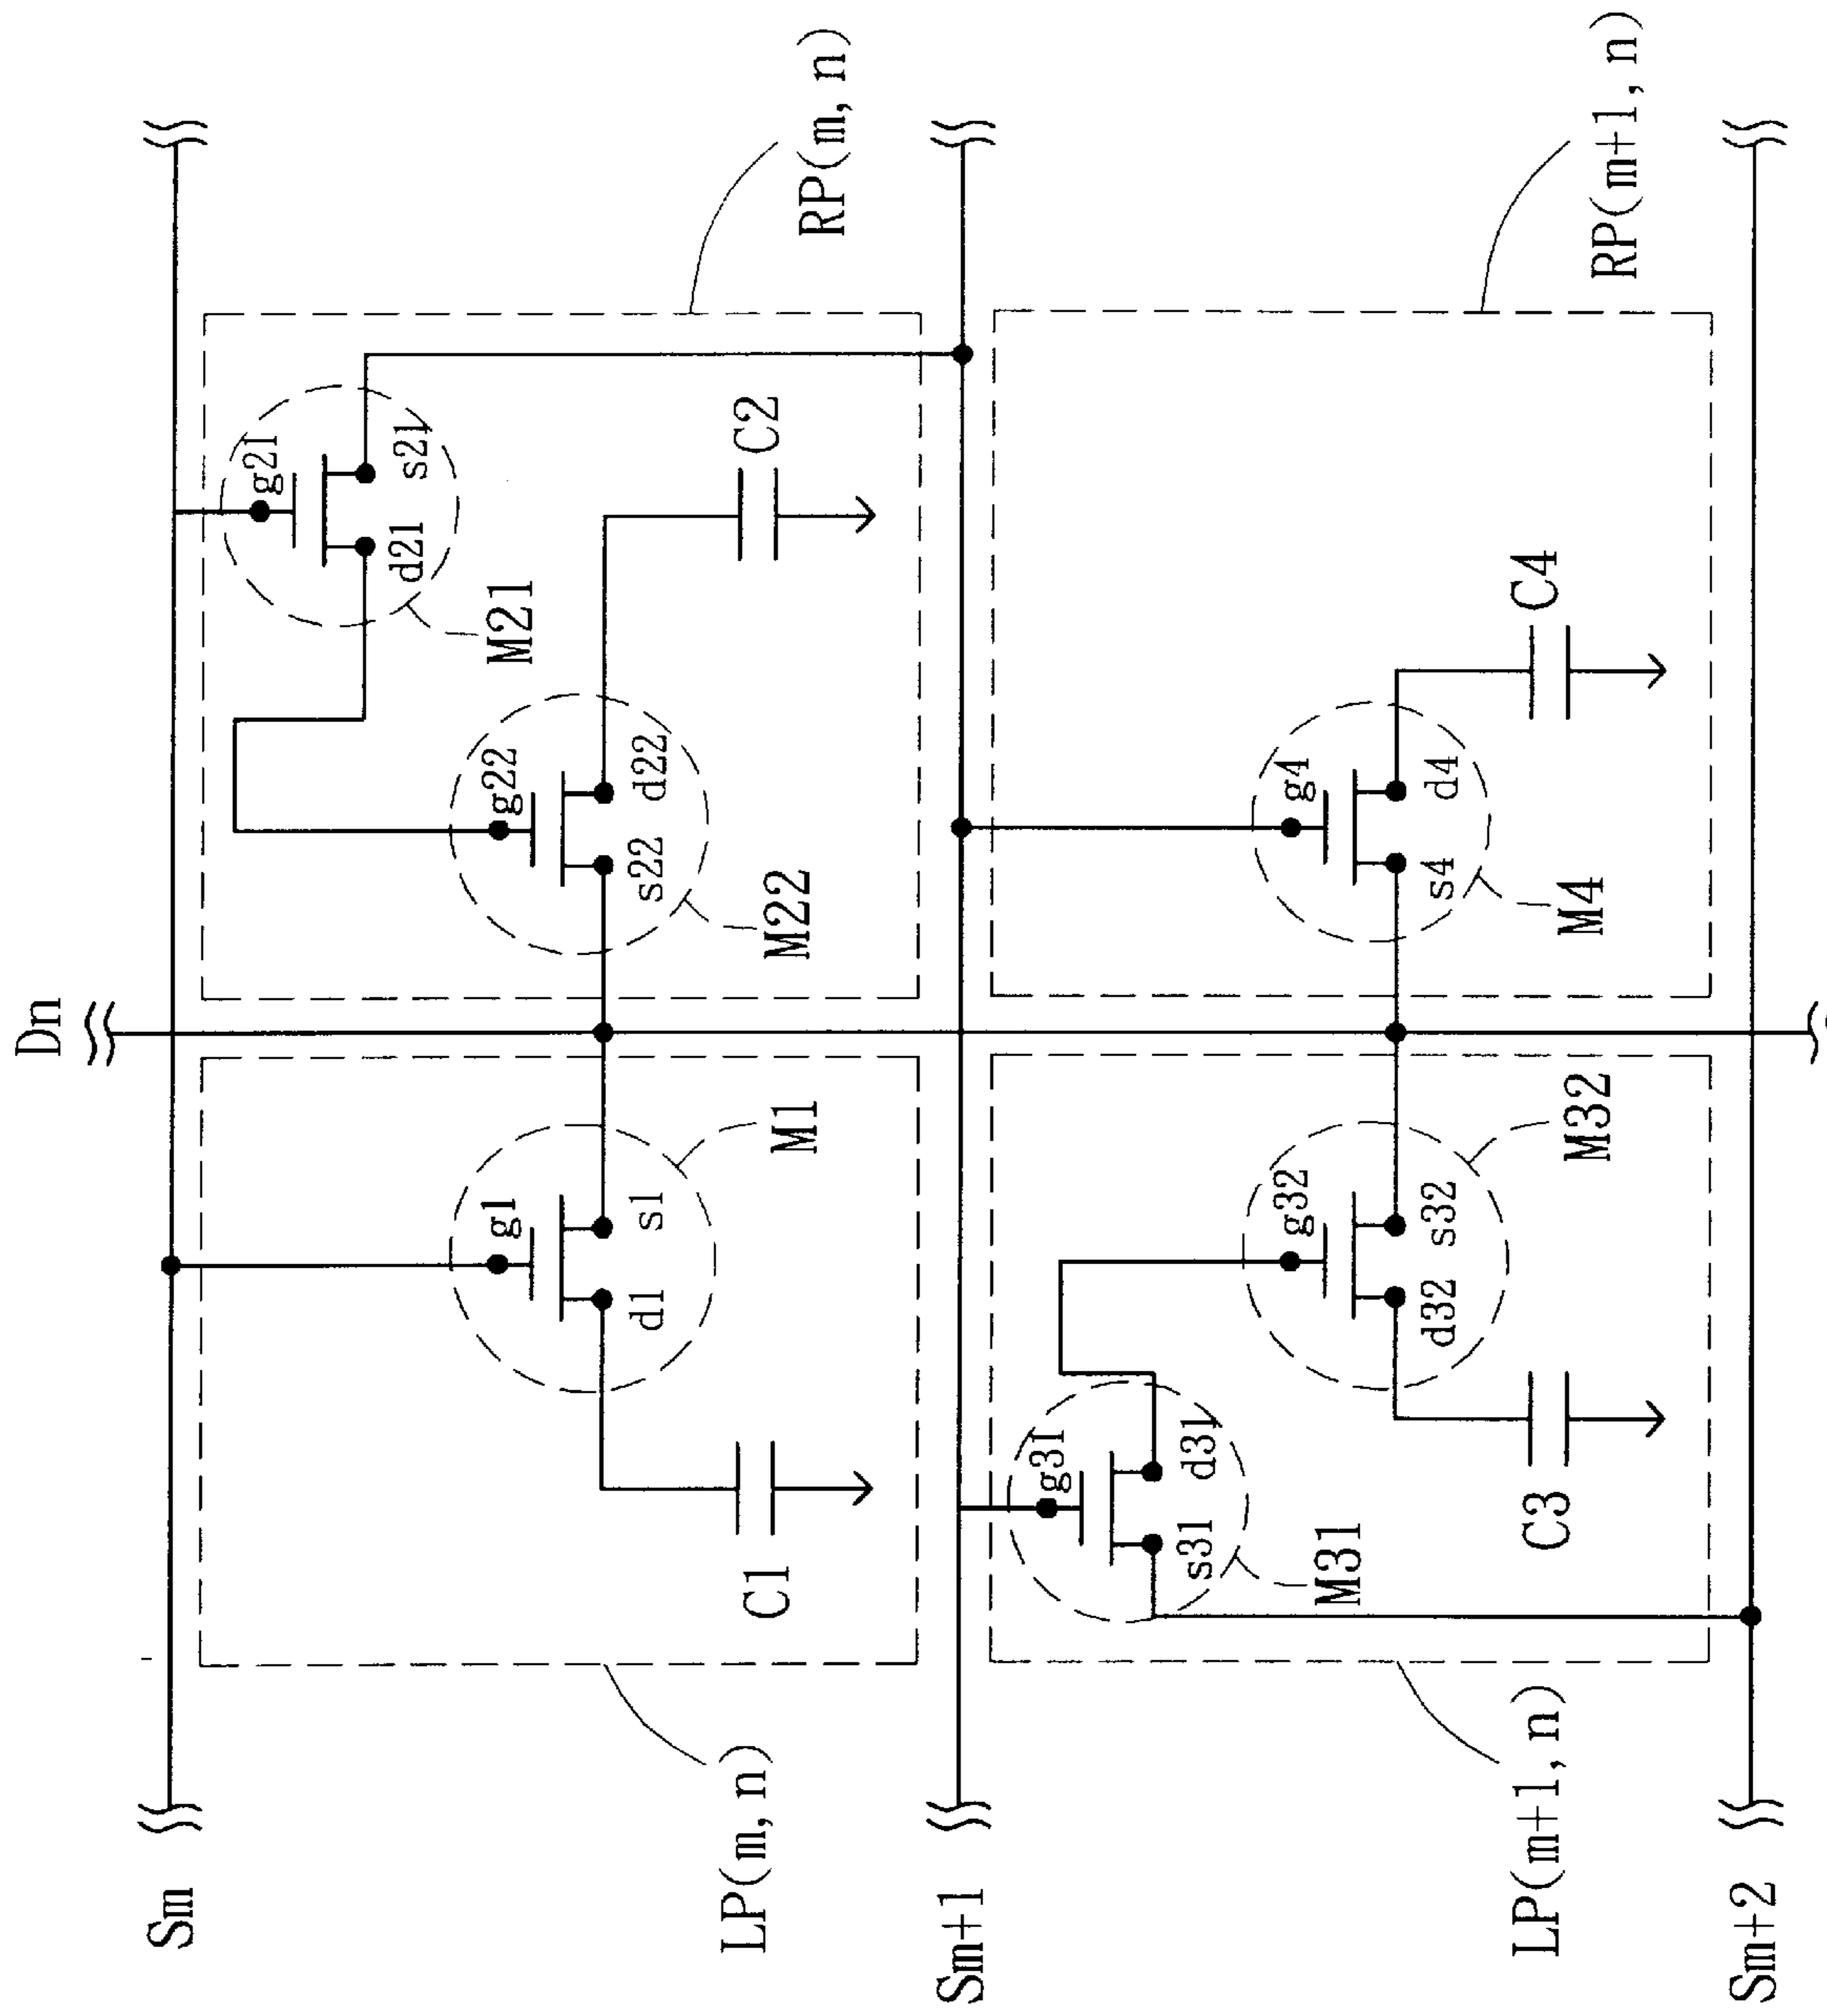 Dn
Sm
Sm+1
Sm+2
LP(m, n)
RP(m, n)
LP(m+1, n)
RP(m+1, n)
g1
d1
s1
M1
C1
g21
d21
s21
M21
g22
s22
d22
M22
C2
g31
s31
d31
M31
g32
d32
s32
M32
C3
g4
s4
d4
M4
C4